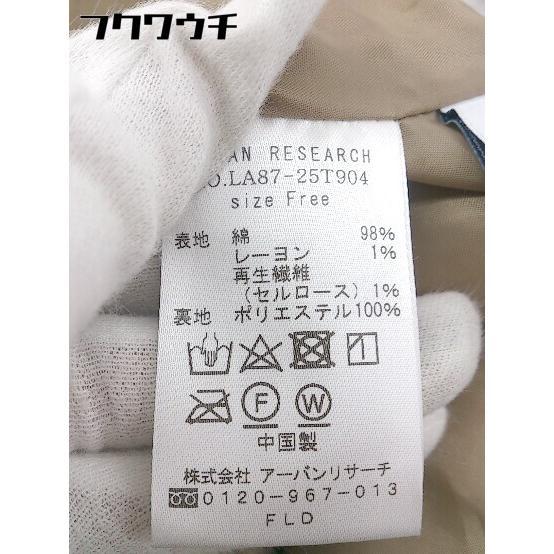 フクワウチ
AN RESEARCH
O.LA87-25T904
size Free
表地 綿 98%
レーヨン 1%
再生繊維
(セルロース) 1%
裏地 ポリエステル100%
F W
中国製
株式会社 アーバンリサーチ
0120-967-013
FLD